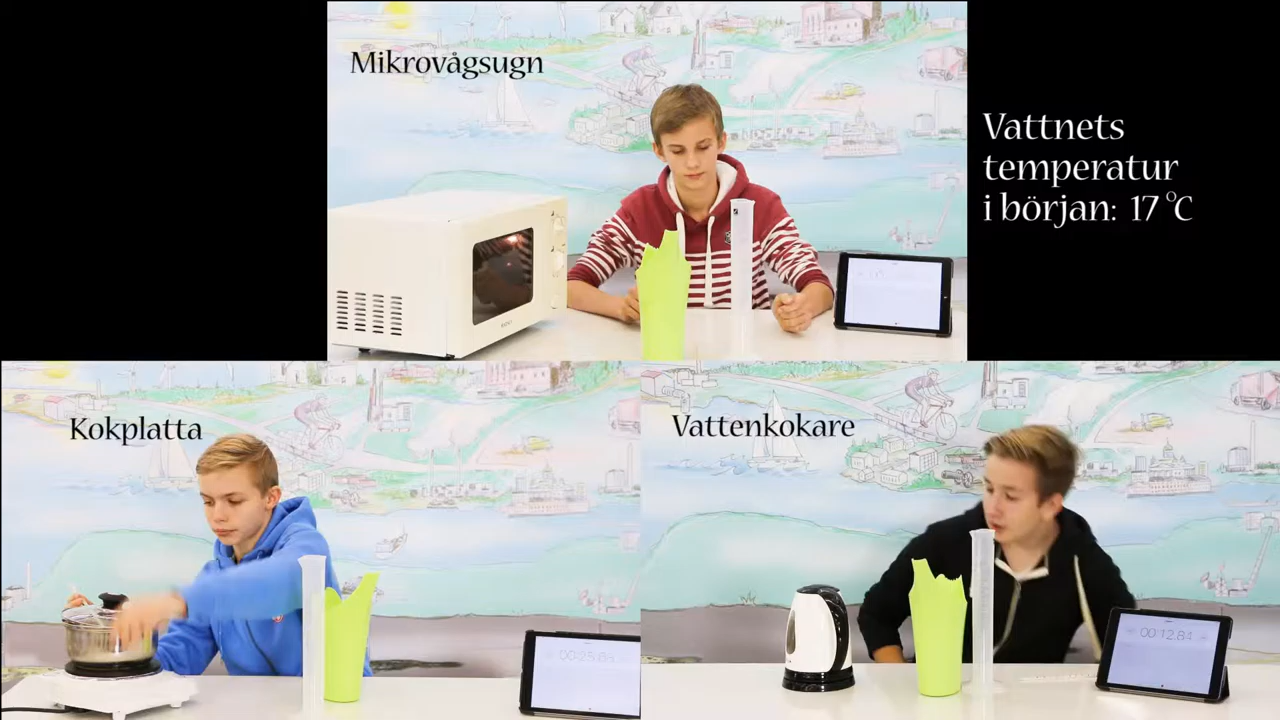 Mikrovågsugn
Vattnets
temperatur
i början: 17 °C
Kokplatta
Vattenkokare
00:12.84